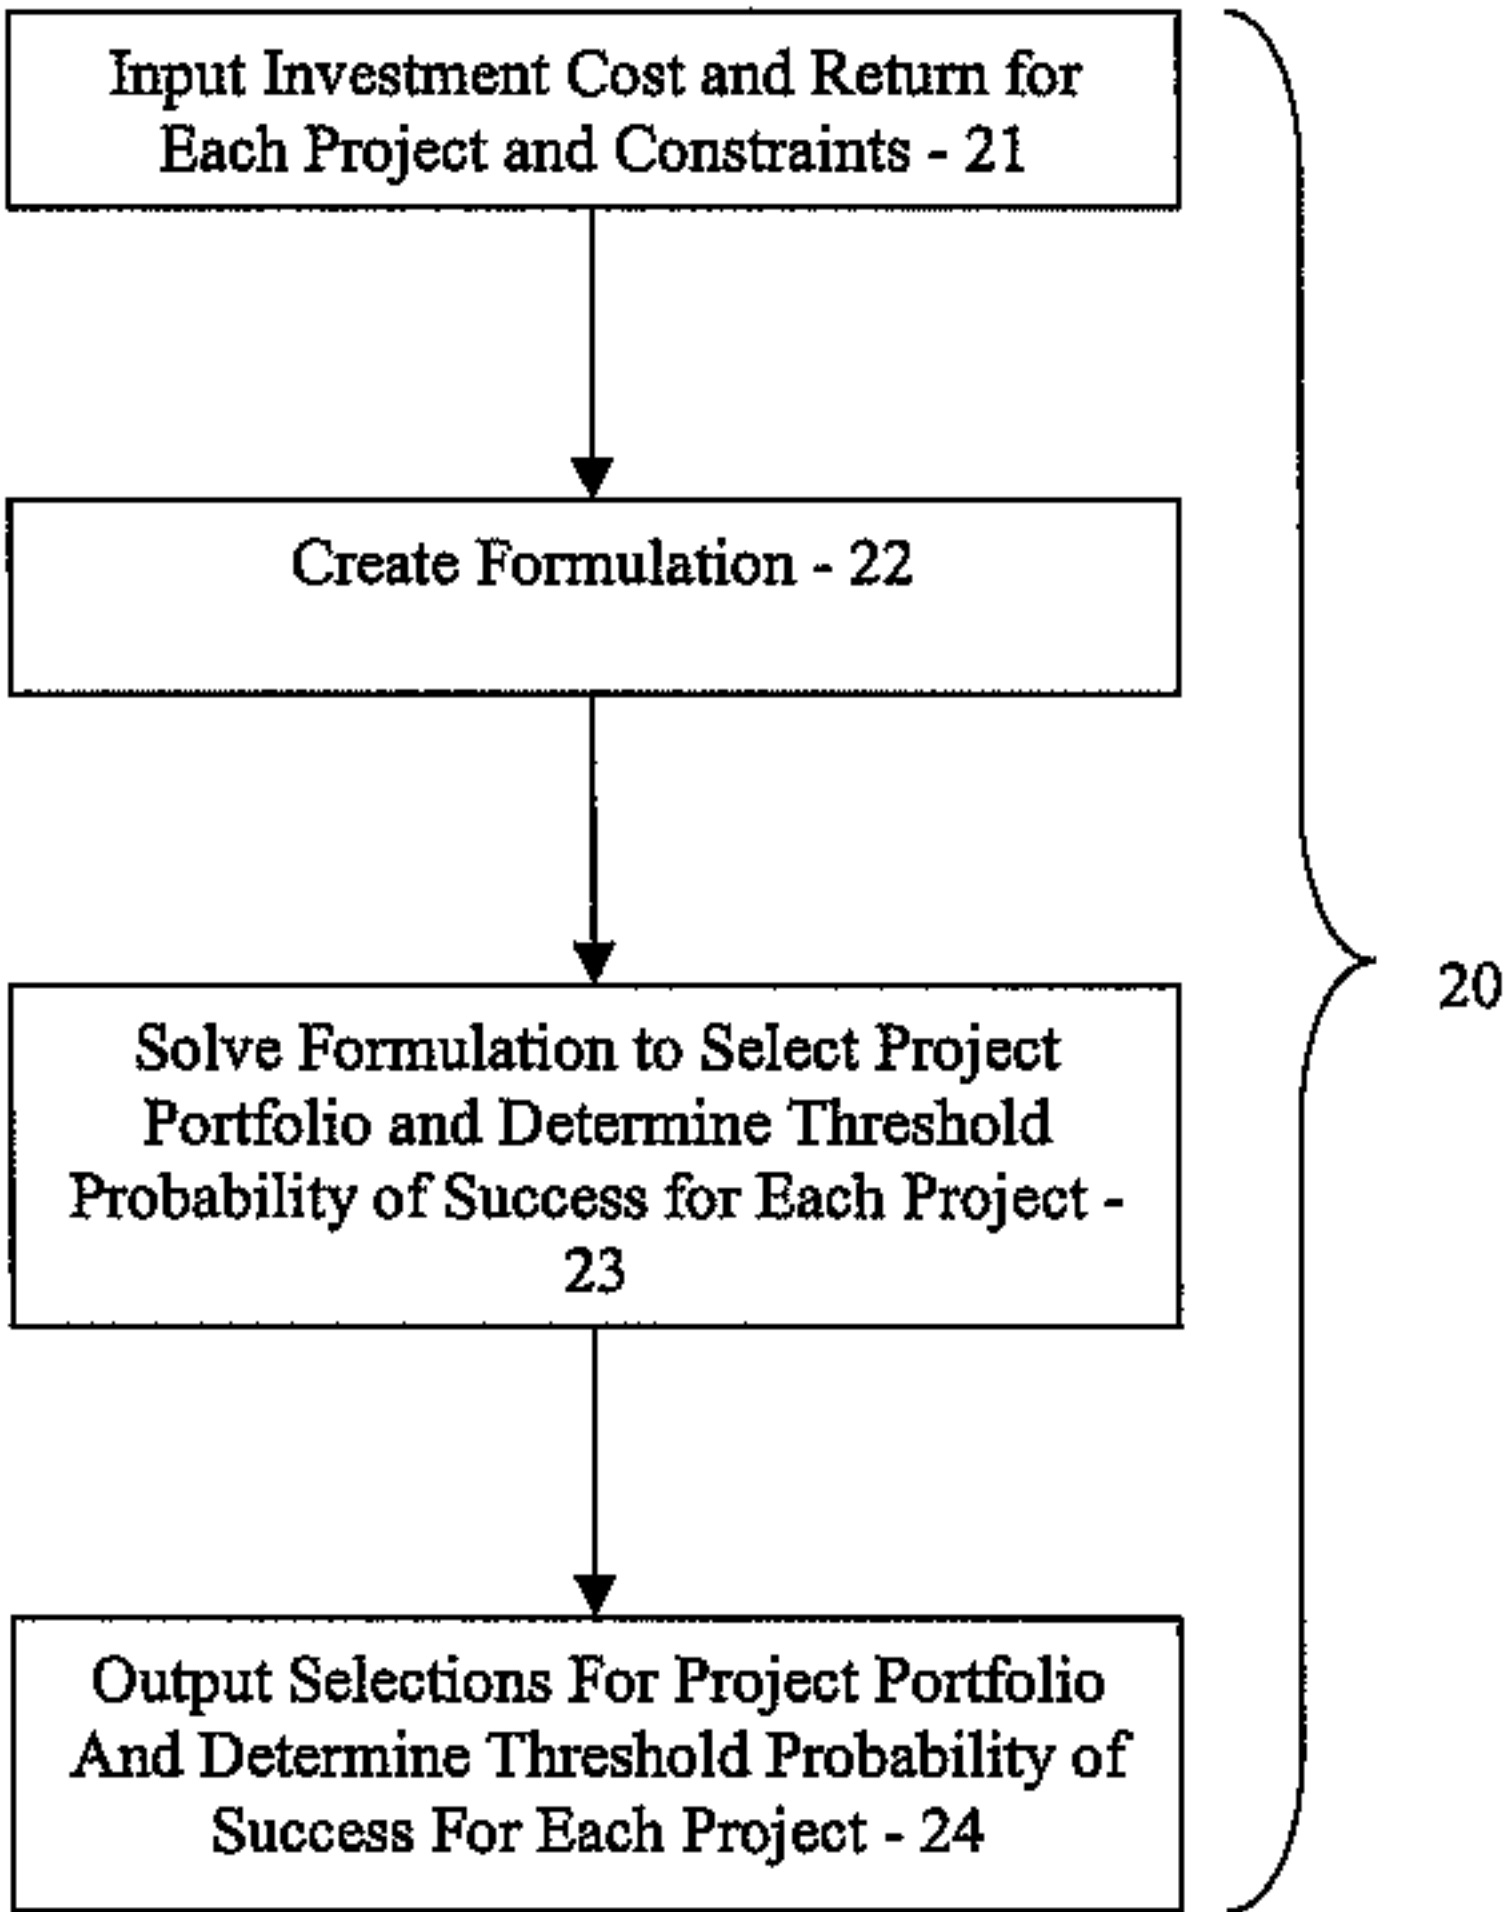 Input Investment Cost and Return for
Each Project and Constraints - 21
Create Formulation - 22
Solve Formulation to Select Project
Portfolio and Determine Threshold
Probability of Success for Each Project -
23
20
Output Selections For Project Portfolio
And Determine Threshold Probability of
Success For Each Project - 24